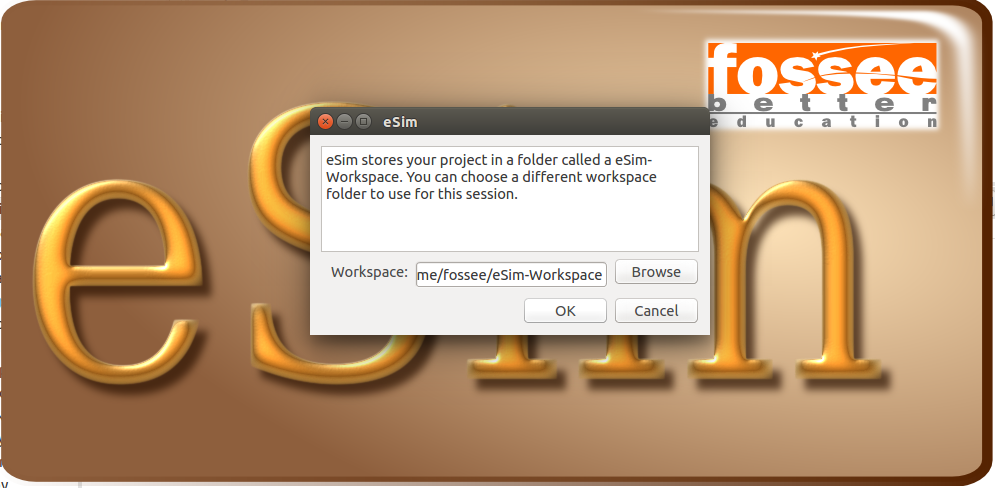 fossee
better
education
eSim
eSim
eSim stores your project in a folder called a eSim-
Workspace. You can choose a different workspace
folder to use for this session.
Workspace: me/fossee/eSim-Workspace Browse
OK Cancel